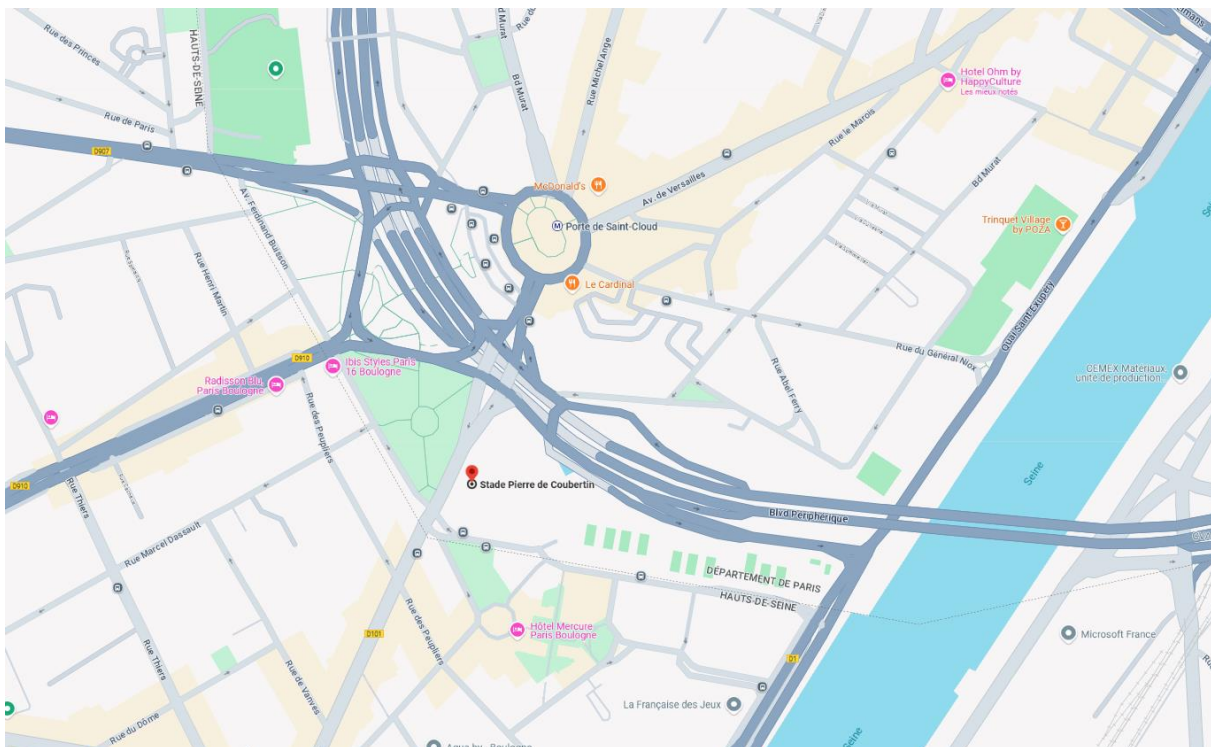 Rue des Princes
HAUTS-DE-SEINE
Bd Murat
Rue Michel Ange
Bd Murat
Hotel Ohm by
HappyCulture
Les mieux notés
Rue de Paris
D907
Rue le Marois
Bd Murat
McDonald's
Av. de Versailles
Av. Ferdinand Buisson
Porte de Saint-Cloud
Trinquet Village
by POZA
Seine
Rue Henri Martin
Le Cardinal
Quai Saint Exupéry
Rue du Général Niox
D910
Ibis Styles Paris
16 Boulogne
Radisson Blu
Paris Boulogne
Rue Abel Ferry
CEMEX Matériaux
unité de production...
Rue des Peupliers
Stade Pierre de Coubertin
Seine
D910
Rue Thiers
Blvd Périphérique
Rue Marcel Dassault
DÉPARTEMENT DE PARIS
HAUTS-DE-SEINE
Rue des Peupliers
D101
Hôtel Mercure
Paris Boulogne
Microsoft France
D1
Rue Thiers
Rue de Vanves
La Française des Jeux
Rue du Dôme
Seine